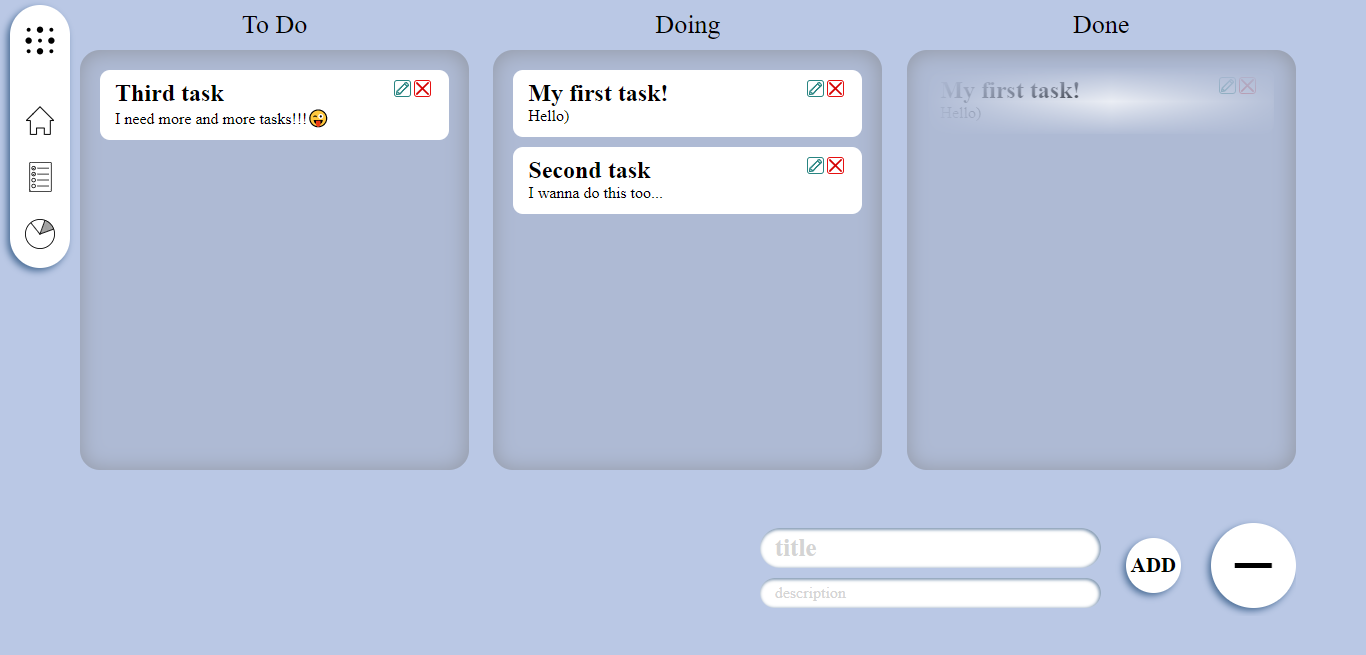 To Do
Third task
I need more and more tasks!!!😜
Doing
My first task!
Hello)
Second task
I wanna do this too...
Done
My first task!
Hello)
title
description
ADD